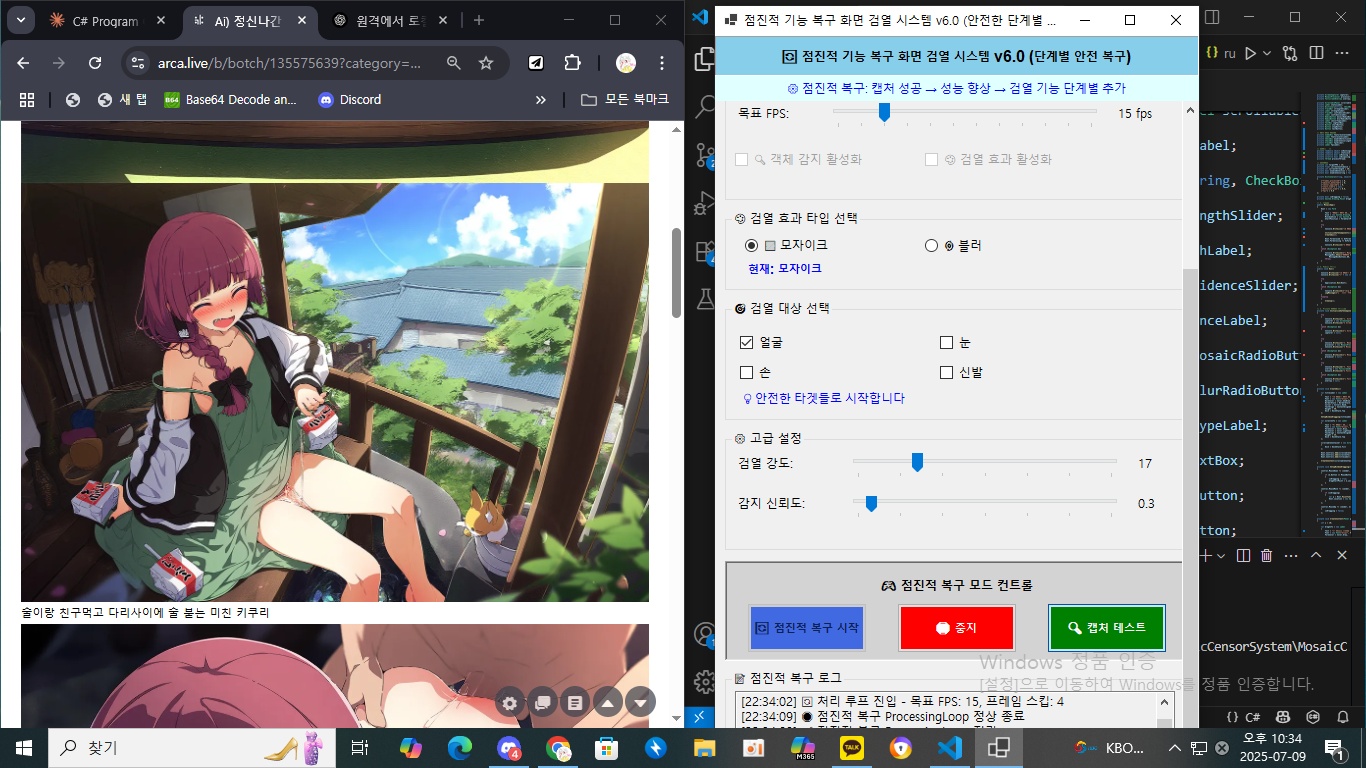 C# Program
Ai) 정신나간
원격에서 로컬
arca.live/b/botch/135575639?category=...
새 탭
Base64 Decode an...
Discord
모든 북마크
술이랑 친구먹고 다리사이에 술 붙는 미친 키쿠리
점진적 기능 복구 화면 검열 시스템 v6.0 (안전한 단계별 ...
점진적 기능 복구 화면 검열 시스템 v6.0 (단계별 안전 복구)
점진적 복구: 캡처 성공 → 성능 향상 → 검열 기능 단계별 추가
목표 FPS: 15 fps
객체 감지 활성화 검열 효과 활성화
검열 효과 타입 선택
모자이크 블러
현재: 모자이크
검열 대상 선택
얼굴 눈
손 신발
안전한 타겟들로 시작합니다
고급 설정
검열 강도: 17
감지 신뢰도: 0.3
점진적 복구 모드 컨트롤
점진적 복구 시작 중지 캡처 테스트
점진적 복구 로그
[22:34:02] 처리 루프 진입 - 목표 FPS: 15, 프레임 스킵: 4
[22:34:09] 점진적 복구 ProcessingLoop 정상 종료
ru
abel;
ring, CheckBo
ngthSlider;
hLabel;
idenceSlider;
nceLabel;
osaicRadioButt
lurRadioButton
ypeLabel;
xtBox;
utton;
ton;
cCensorSystem\MosaicC
Windows 정품 인증
[설정]으로 이동하여 Windows를 정품 인증합니다.
C#
찾기
M365
TALK
KBO...
오후 10:34
2025-07-09